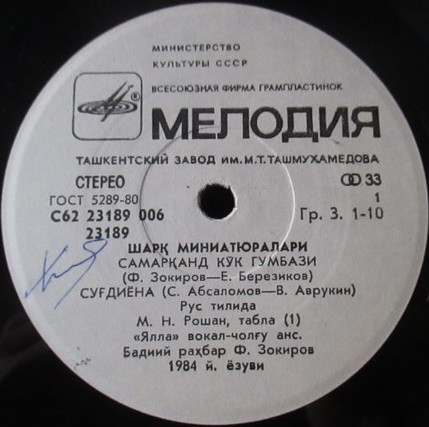 МИНИСТЕРСТВО
КУЛЬТУРЫ СССР
ВСЕСОЮЗНАЯ ФИРМА ГРАМПЛАСТИНОК
МЕЛОДИЯ
ТАШКЕНТСКИЙ ЗАВОД ИМ. М.Т. ТАШМУХАМЕДОВА
СТЕРЕО 33
ГОСТ 5289-80 1
С62 23189 006 Гр. 3. 1-10
23189
ШАРҚ МИНИАТЮРАЛАРИ
САМАРҚАНД КЎК ГУМБАЗИ
(Ф. Зокиров—Е. Березиков)
СУҒДИЁНА (С. Абсаломов—В. Аврукин)
Рус тилида
М. Н. Рошан, табла (1)
«Ялла» вокал-чолғу анс.
Бадиий раҳбар Ф. Зокиров
1984 й. ёзуви